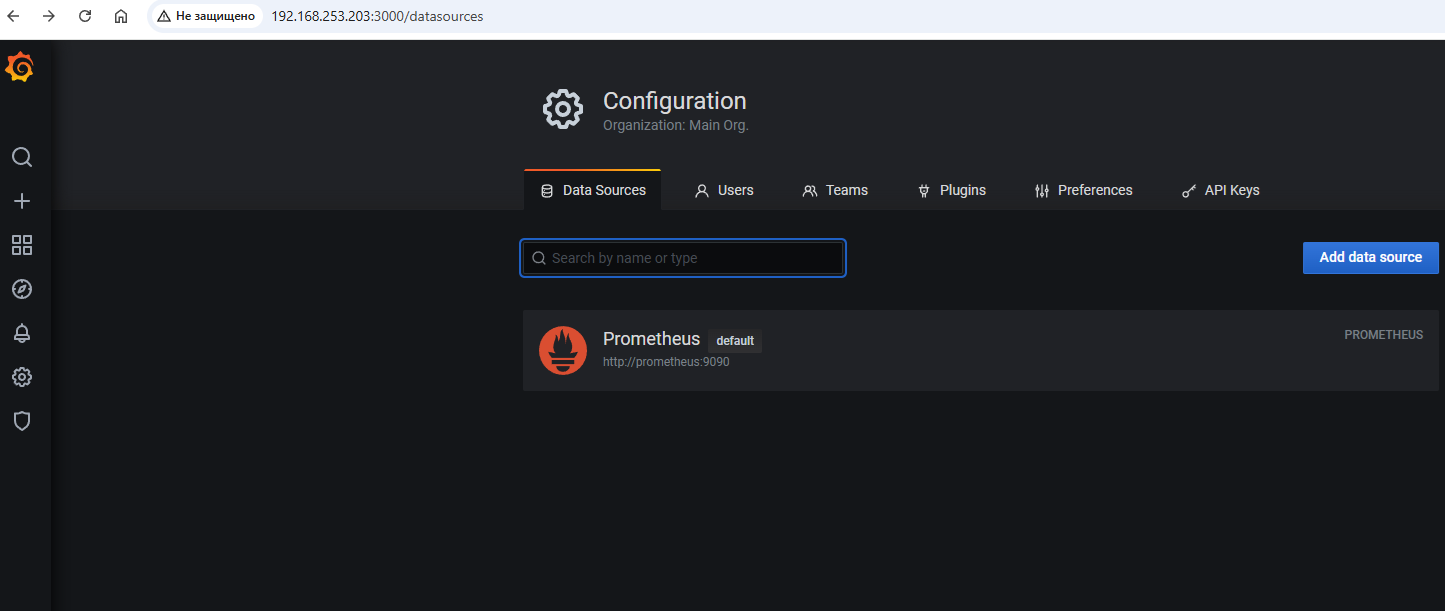 Не защищено 192.168.253.203:3000/datasources
Configuration
Organization: Main Org.
Data Sources Users Teams Plugins Preferences API Keys
Search by name or type Add data source
Prometheus default PROMETHEUS
http://prometheus:9090